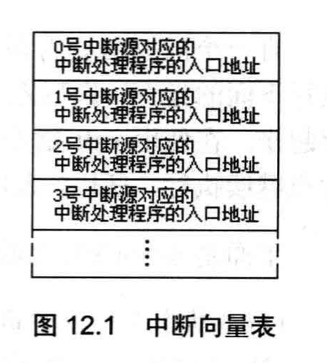 0号中断源对应的
中断处理程序的入口地址
1号中断源对应的
中断处理程序的入口地址
2号中断源对应的
中断处理程序的入口地址
3号中断源对应的
中断处理程序的入口地址
⋮
图 12.1 中断向量表